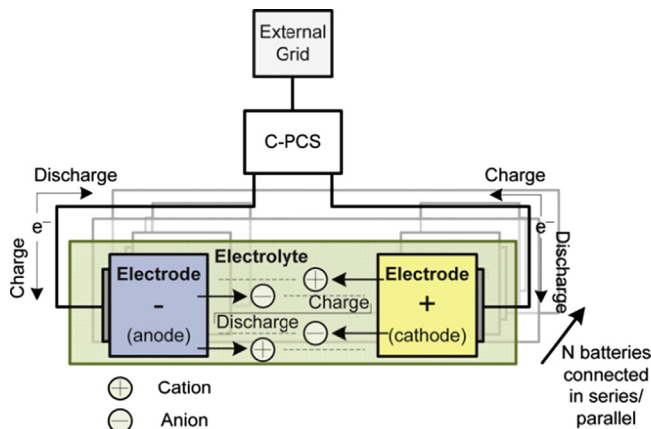 External
Grid
C-PCS
Discharge
Charge
e–
e–
Charge
Discharge
Electrolyte
Electrode
Electrode
-
+
Charge
Discharge
(anode)
(cathode)
N batteries
connected
in series/
parallel
Cation
Anion